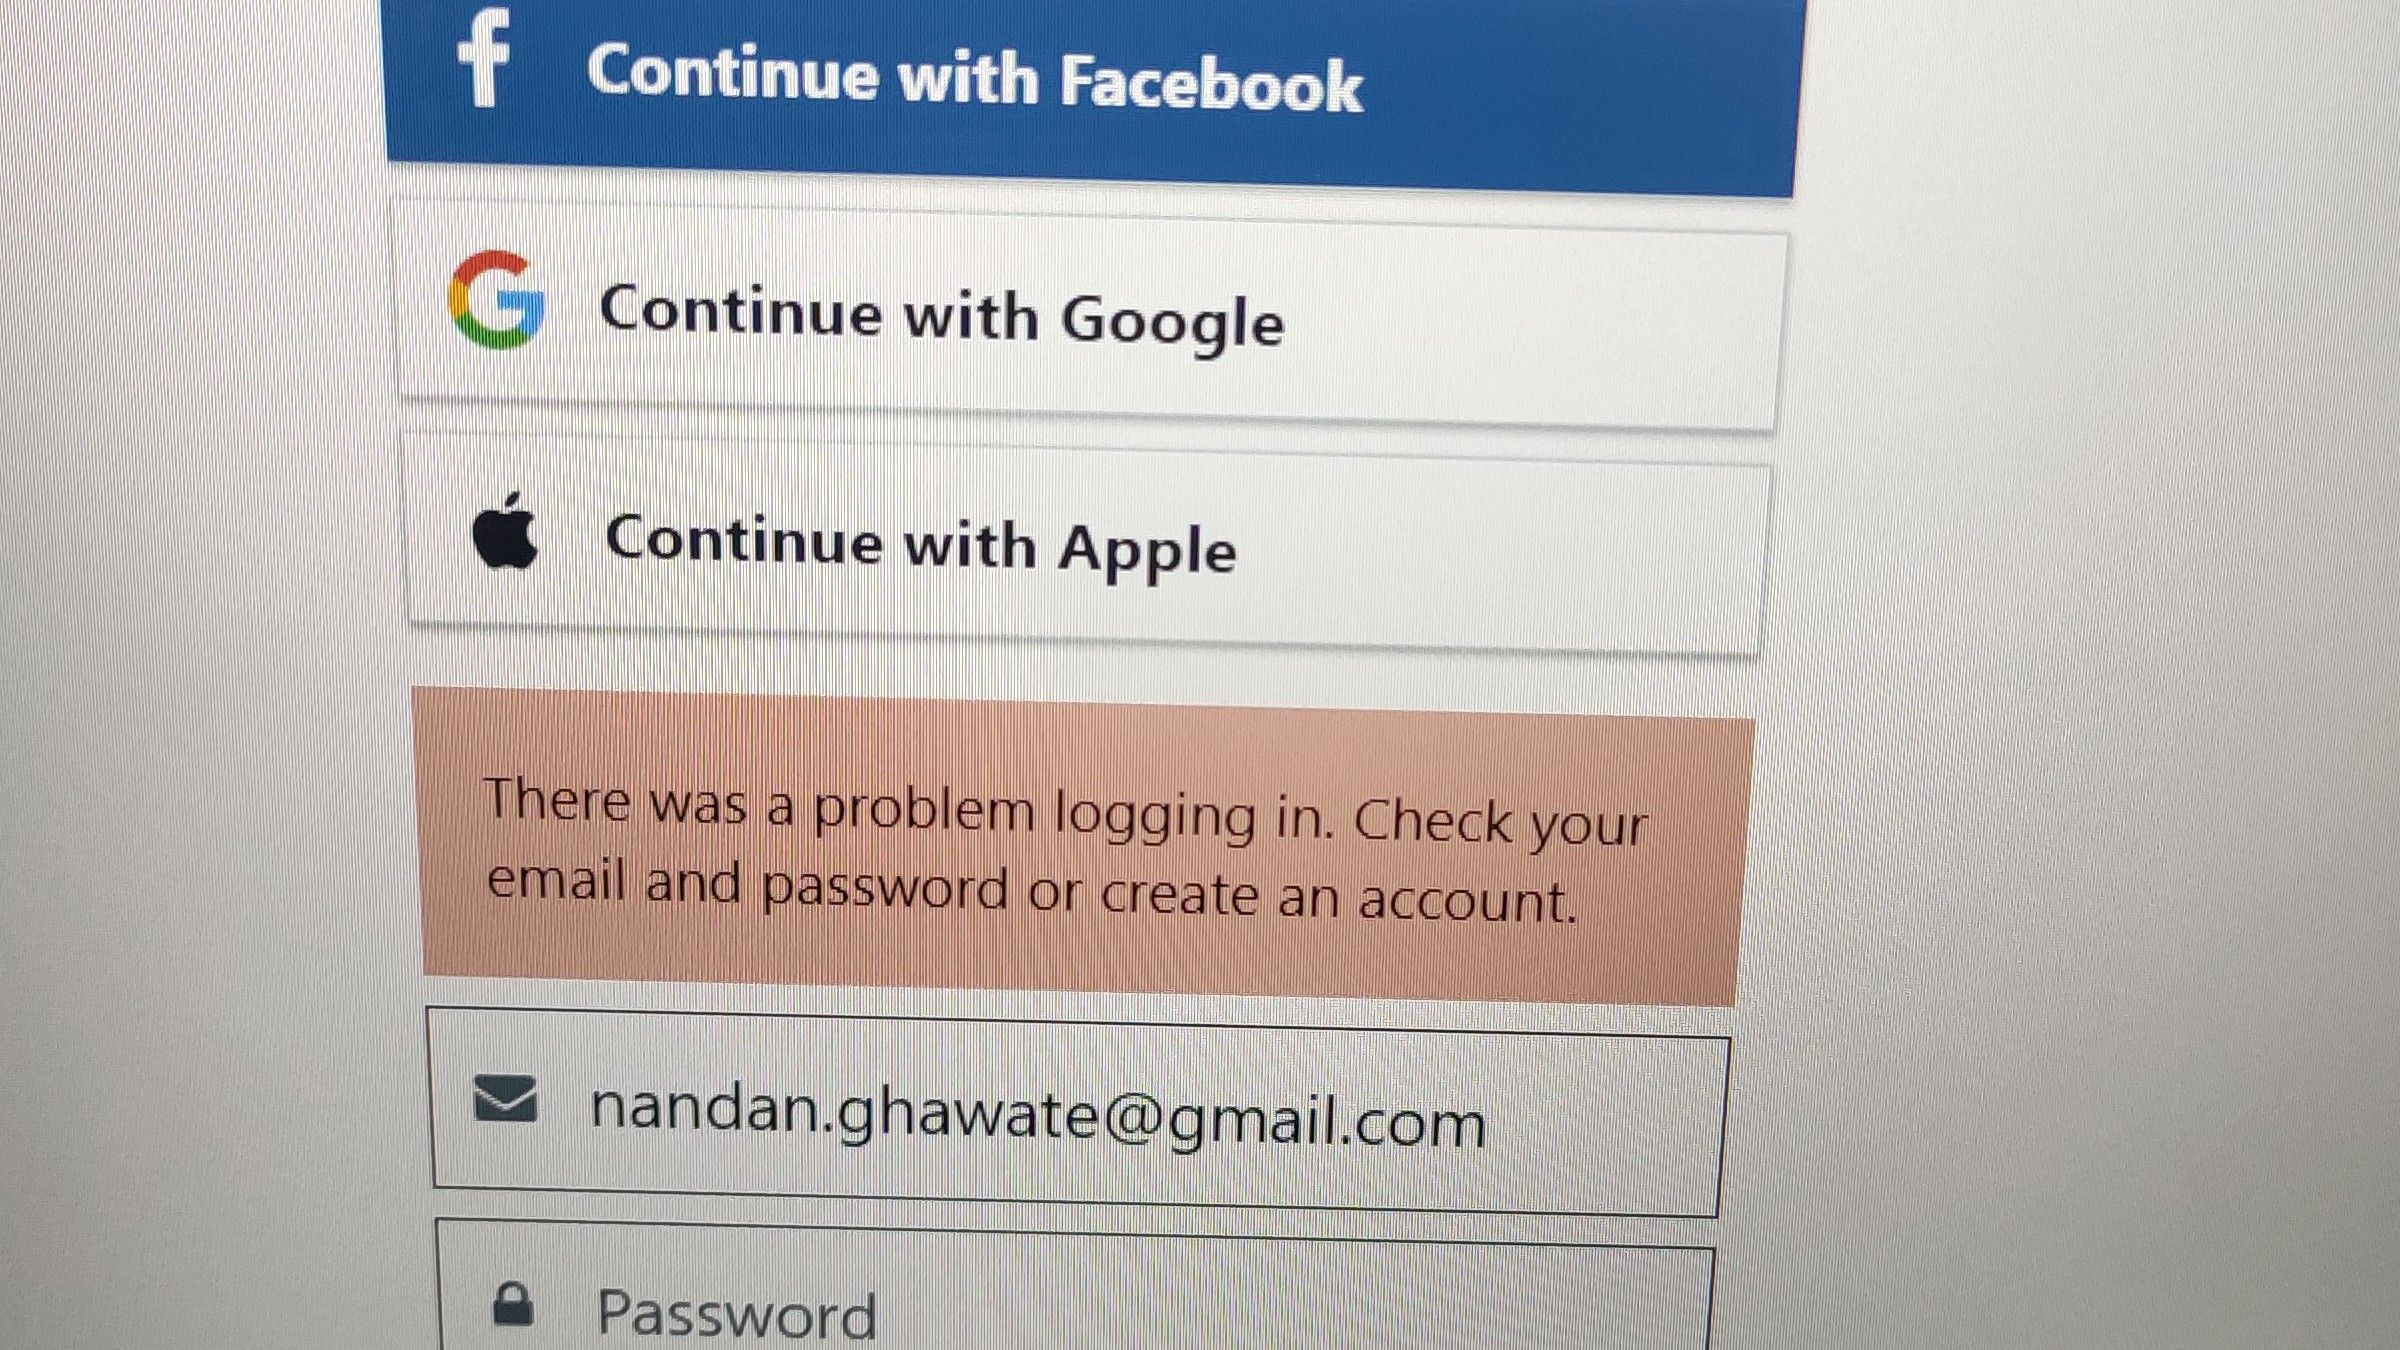 Continue with Facebook
Continue with Google
Continue with Apple
There was a problem logging in. Check your
email and password or create an account.
nandan.ghawate@gmail.com
Password